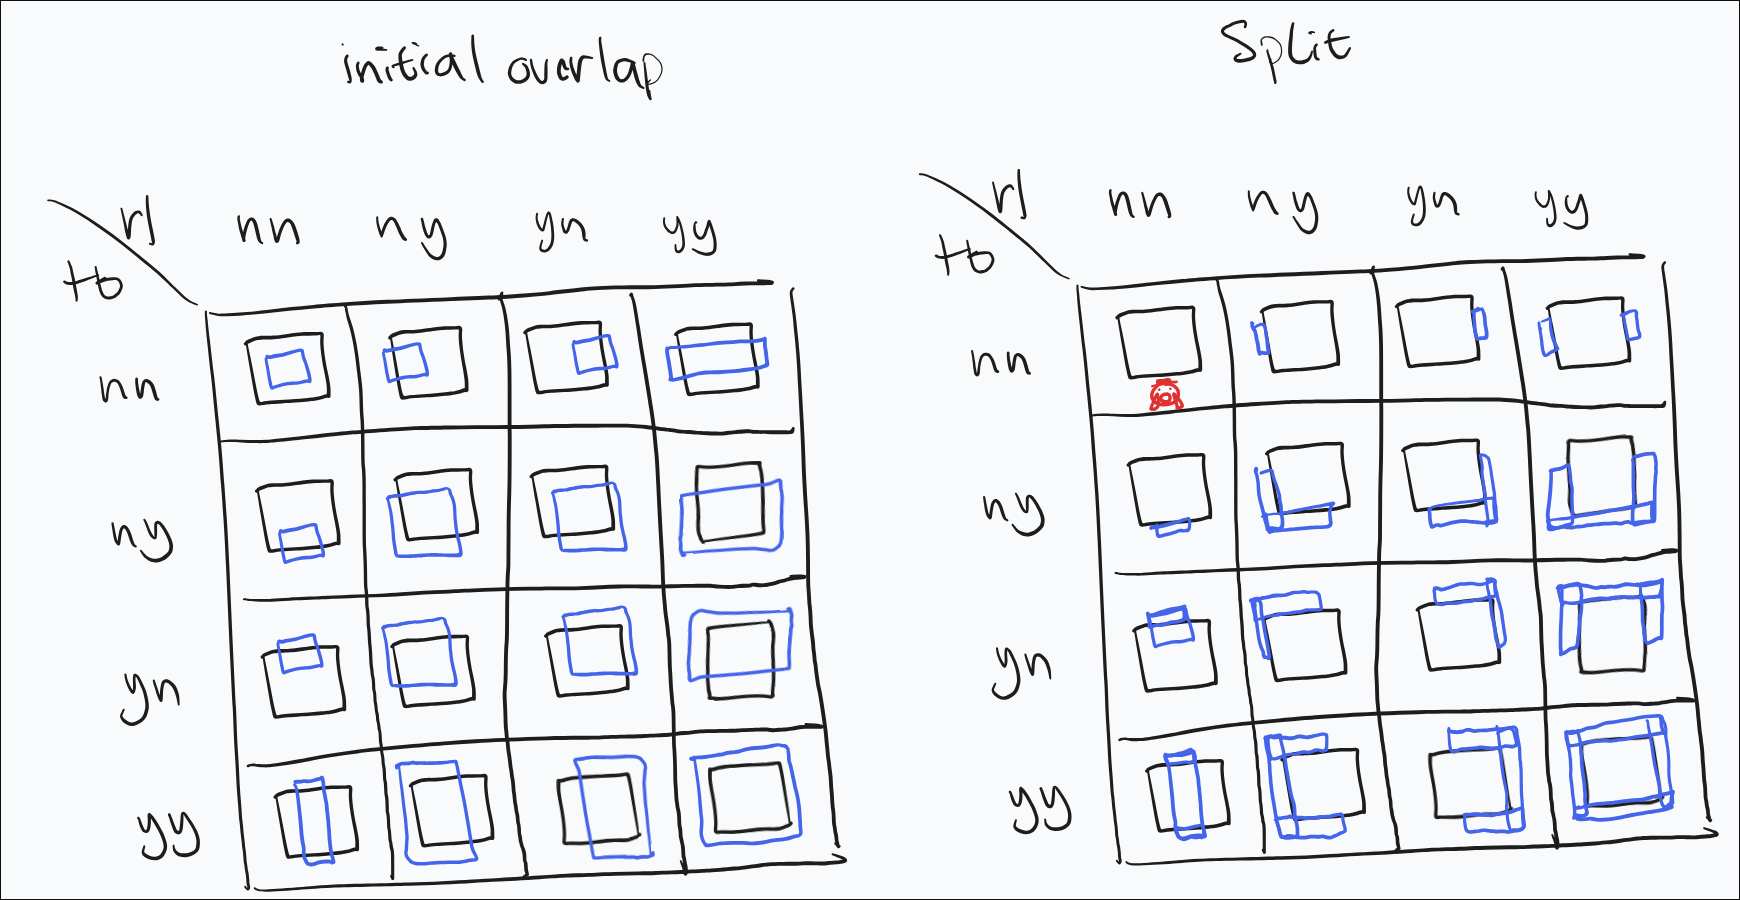 initial overlap
Split
rl nn ny yn yy
tb
nn
ny
yn
yy
rl nn ny yn yy
tb
nn
ny
yn
yy